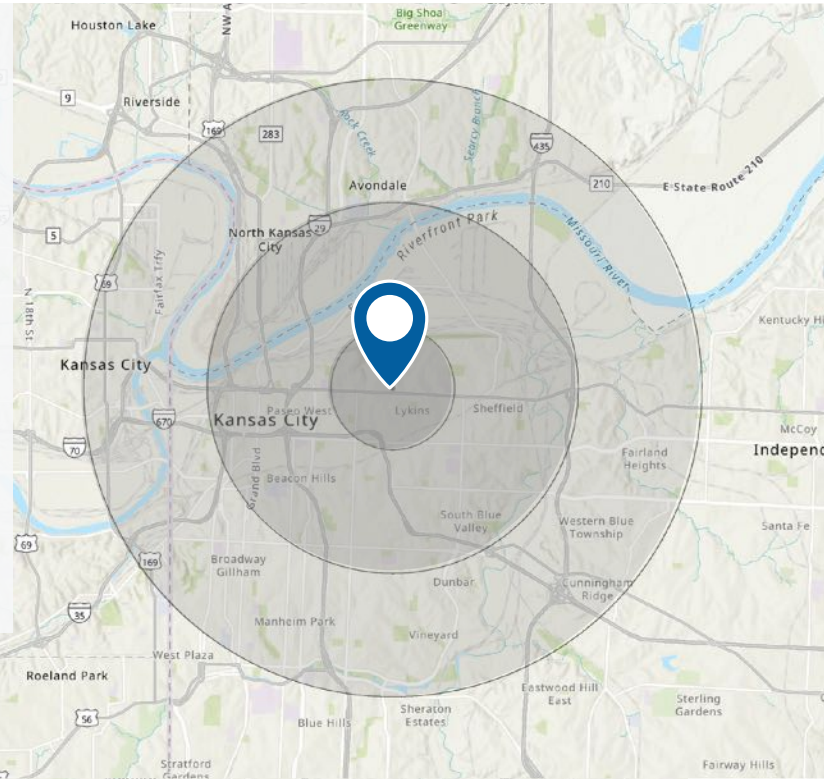 Big Shoal
Greenway
Houston Lake
NW A
9
Riverside
169
283
Rock Creek
Searcy Branch
435
210
E State Route 210
Avondale
North Kansas
City
29
Riverfront Park
Missouri River
5
69
Fairfax Tfy
N 18th St
Kentucky Hi
Kansas City
Paseo West
Lykins
Sheffield
Kansas City
670
70
McCoy
Independ
Fairland
Heights
Grand Blvd
Beacon Hills
South Blue
Valley
Western Blue
Township
Santa Fe
69
169
Broadway
Gillham
Dunbar
Cunningham
Ridge
35
Manheim Park
Vineyard
West Plaza
Roeland Park
Eastwood Hill
East
Sterling
Gardens
56
Blue Hills
Sheraton
Estates
Stratford
Gardens
Fairway Hills